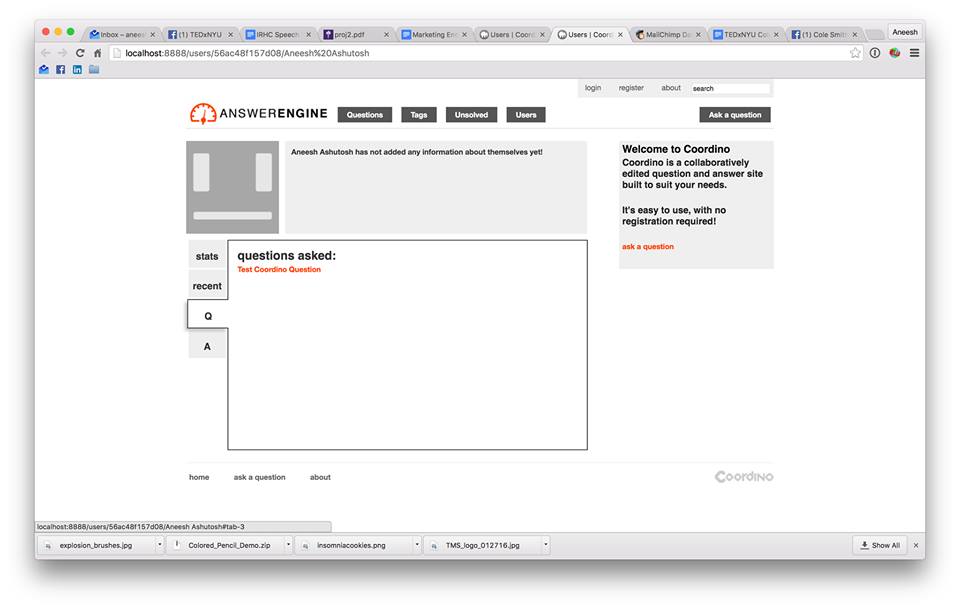 Inbox – anees
(1) TEDxNYU
IRHC Speech
proj2.pdf
Marketing En
Users | Coord
Users | Coord
MailChimp De
TEDxNYU Co
(1) Cole Smith
Aneesh
localhost:8888/users/56ac48f157d08/Aneesh%20Ashutosh
login register about search
ANSWERENGINE Questions Tags Unsolved Users Ask a question
Aneesh Ashutosh has not added any information about themselves yet!
Welcome to Coordino
Coordino is a collaboratively
edited question and answer site
built to suit your needs.
It's easy to use, with no
registration required!
ask a question
stats
recent
Q
A
questions asked:
Test Coordino Question
home ask a question about
Coordino
localhost:8888/users/56ac48f157d08/Aneesh Ashutosh#tab-3
explosion_brushes.jpg
Colored_Pencil_Demo.zip
insomniacookies.png
TMS_logo_012716.jpg
Show All